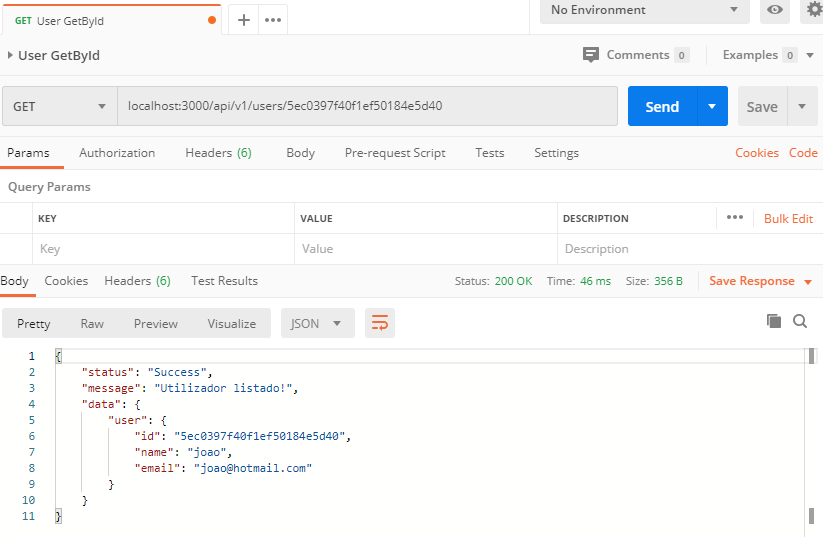 GET User GetById
No Environment
User GetById
Comments 0
Examples 0
GET
localhost:3000/api/v1/users/5ec0397f40f1ef50184e5d40
Send
Save
Params Authorization Headers (6) Body Pre-request Script Tests Settings Cookies Code
Query Params
KEY VALUE DESCRIPTION ••• Bulk Edit
Key Value Description
Body Cookies Headers (6) Test Results Status: 200 OK Time: 46 ms Size: 356 B Save Response
Pretty Raw Preview Visualize JSON
1 {
2 "status": "Success",
3 "message": "Utilizador listado!",
4 "data": {
5 "user": {
6 "id": "5ec0397f40f1ef50184e5d40",
7 "name": "joao",
8 "email": "joao@hotmail.com"
9 }
10 }
11 }